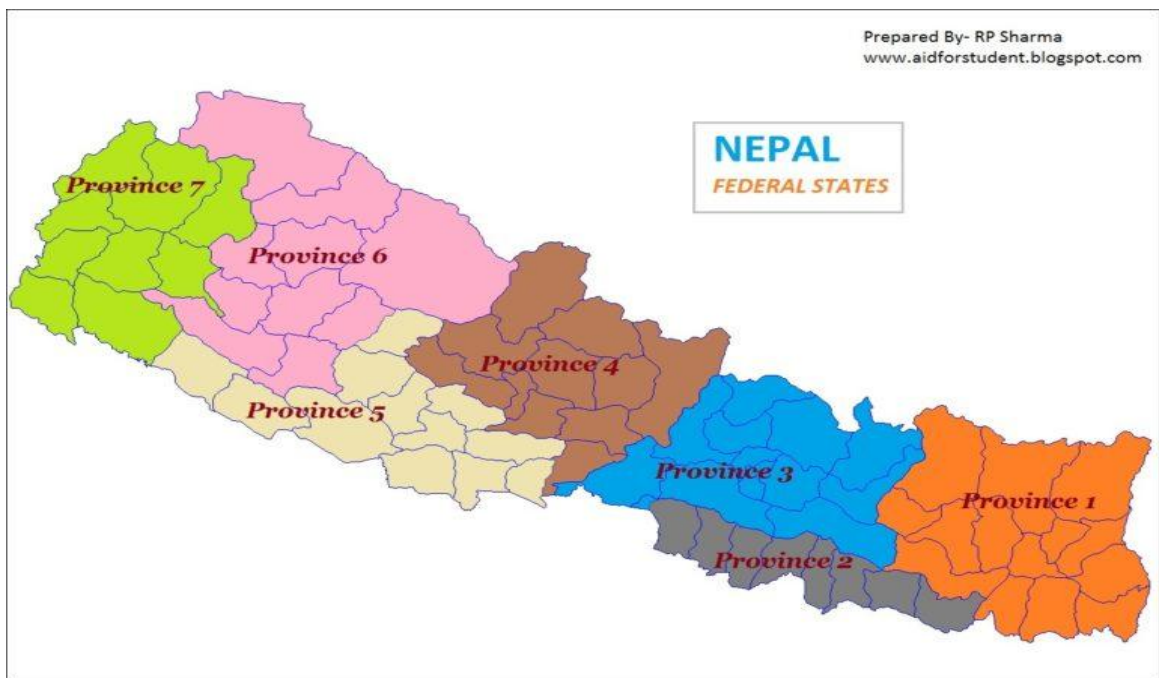 Prepared By- RP Sharma
www.aidforstudent.blogspot.com
NEPAL
FEDERAL STATES
Province 7
Province 6
Province 4
Province 5
Province 3
Province 1
Province 2